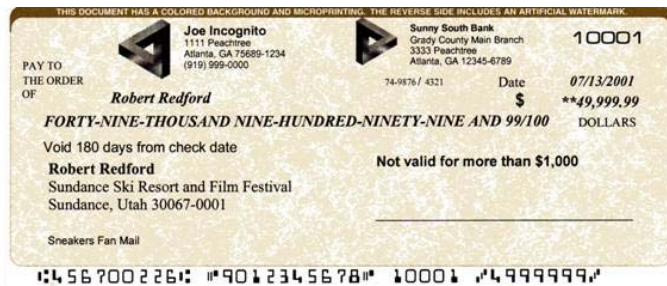 THIS DOCUMENT HAS A COLORED BACKGROUND AND MICROPRINTING. THE REVERSE SIDE INCLUDES AN ARTIFICIAL WATERMARK.
Joe Incognito
1111 Peachtree
Atlanta, GA 75689-1234
(919) 999-0000
Sunny South Bank
Grady County Main Branch
3333 Peachtree
Atlanta, GA 12345-6789
10001
PAY TO
THE ORDER
OF
Robert Redford
74-9876 / 4321
Date
07/13/2001
$
**49,999.99
FORTY-NINE-THOUSAND NINE-HUNDRED-NINETY-NINE AND 99/100
DOLLARS
Void 180 days from check date
Robert Redford
Sundance Ski Resort and Film Festival
Sundance, Utah 30067-0001
Not valid for more than $1,000
Sneakers Fan Mail
⑆456700226⑆ ⑈9012345678⑈ 10001 ⑇4999999⑇